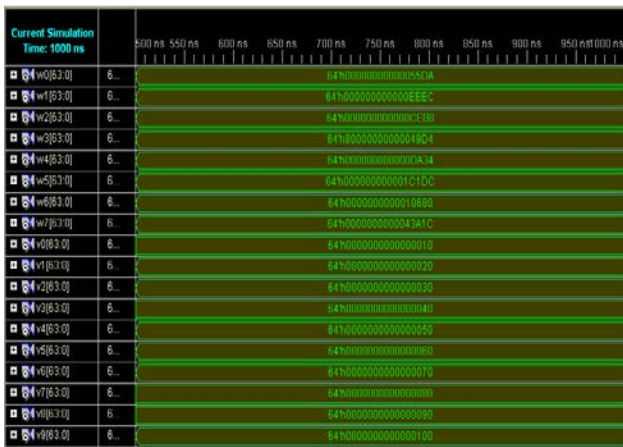 Current Simulation
Time: 1000 ns
500 ns 550 ns 600 ns 650 ns 700 ns 750 ns 800 ns 850 ns 900 ns 950 ns 1000 ns
w0[63:0] 6... 64'h00000000000055DA
w1[63:0] 6... 64'h000000000000EEEC
w2[63:0] 6... 64'h000000000000CEB0
w3[63:0] 6... 64'h80000000000049D4
w4[63:0] 6... 64'h000000000000DA34
w5[63:0] 6... 64'h000000000001C1DC
w6[63:0] 6... 64'h0000000000010680
w7[63:0] 6... 64'h0000000000043A1C
v0[63:0] 6... 64'h0000000000000010
v1[63:0] 6... 64'h0000000000000020
v2[63:0] 6... 64'h0000000000000030
v3[63:0] 6... 64'h0000000000000040
v4[63:0] 6... 64'h0000000000000050
v5[63:0] 6... 64'h0000000000000060
v6[63:0] 6... 64'h0000000000000070
v7[63:0] 6... 64'h0000000000000080
v8[63:0] 6... 64'h0000000000000090
v9[63:0] 6... 64'h0000000000000100